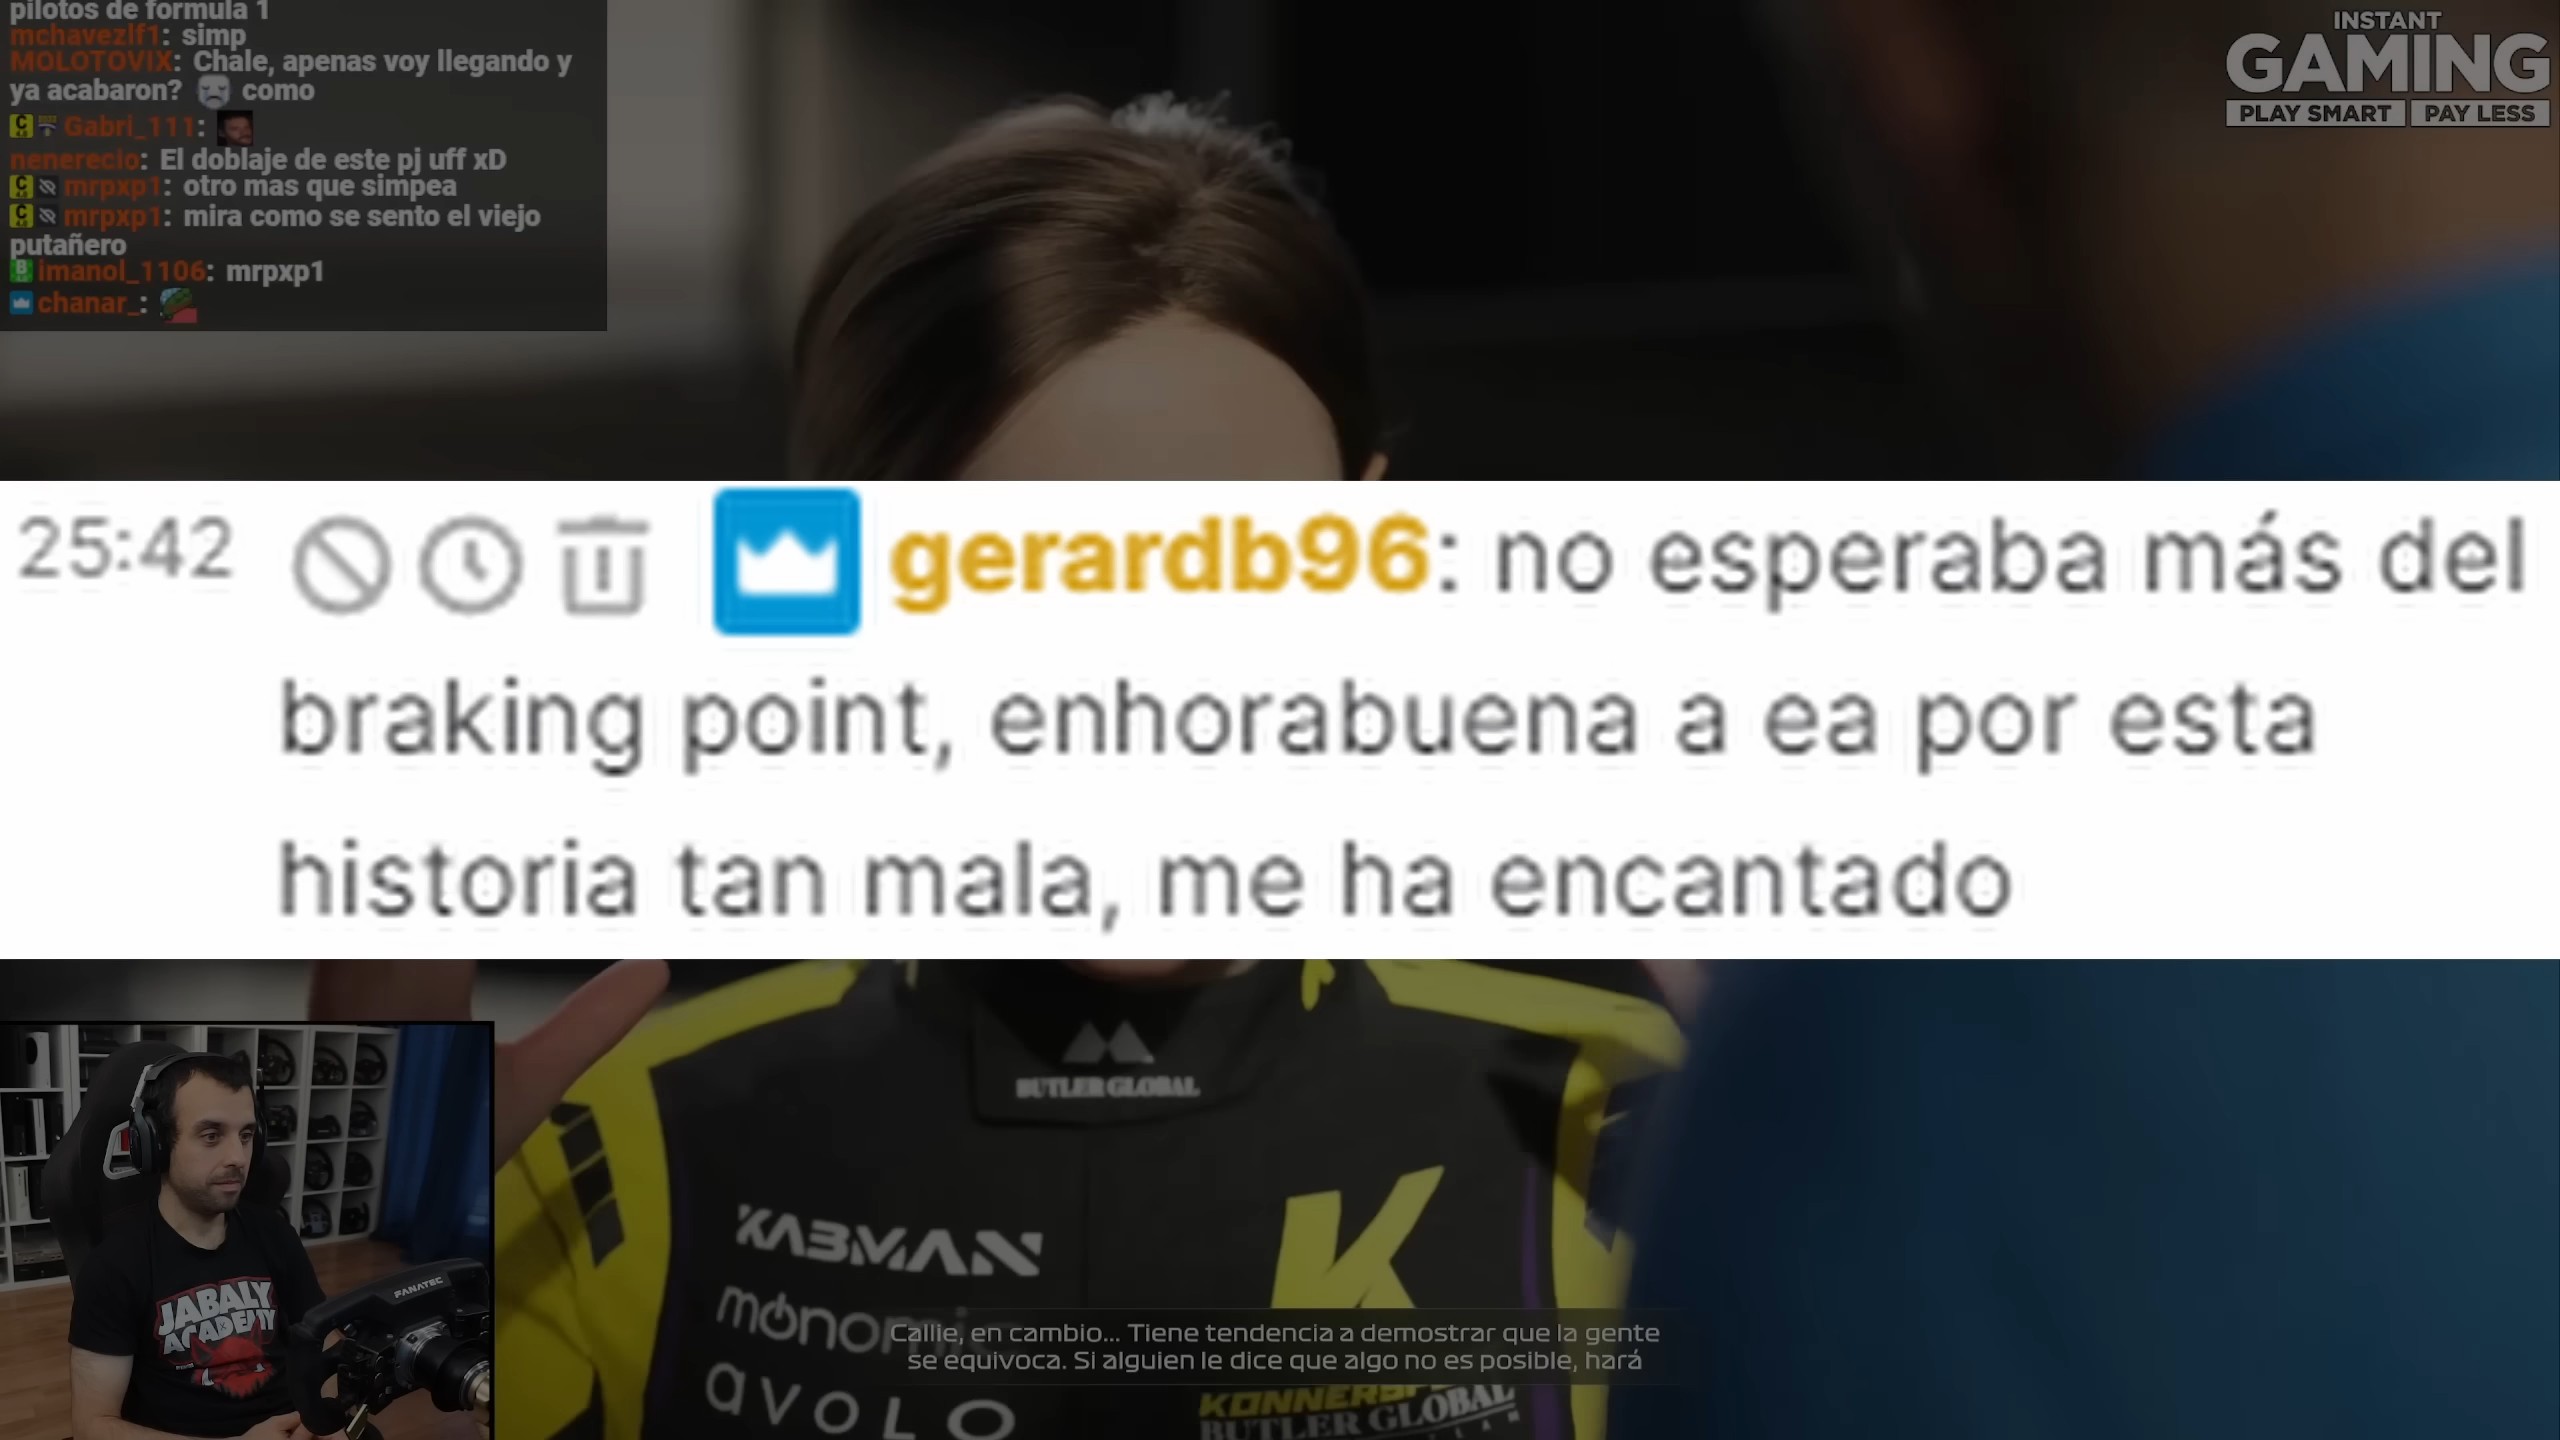 pilotos de formula 1
mchavezlf1: simp
MOLOTOVIX: Chale, apenas voy llegando y
ya acabaron? como
Gabri_111:
nenerecio: El doblaje de este pj uff xD
mrpxp1: otro mas que simpea
mrpxp1: mira como se sento el viejo
putañero
imanol_1106: mrpxp1
chanar_:
INSTANT
GAMING
PLAY SMART PAY LESS
25:42 gerardb96: no esperaba más del
braking point, enhorabuena a ea por esta
historia tan mala, me ha encantado
BUTLER GLOBAL
KABMAN
K
monomic
avolo
FANATEC
JABALY
ACADEMY
Callie, en cambio... Tiene tendencia a demostrar que la gente
se equivoca. Si alguien le dice que algo no es posible, hará
BUTLER GLOBAL